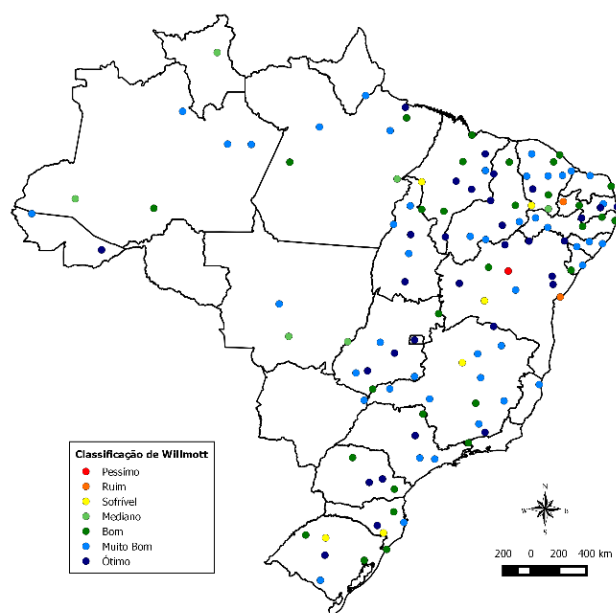 Classificação de Willmott
Pessimo
Ruim
Sofrível
Mediano
Bom
Muito Bom
Ótimo
N
W
S
200 0 200 400 km